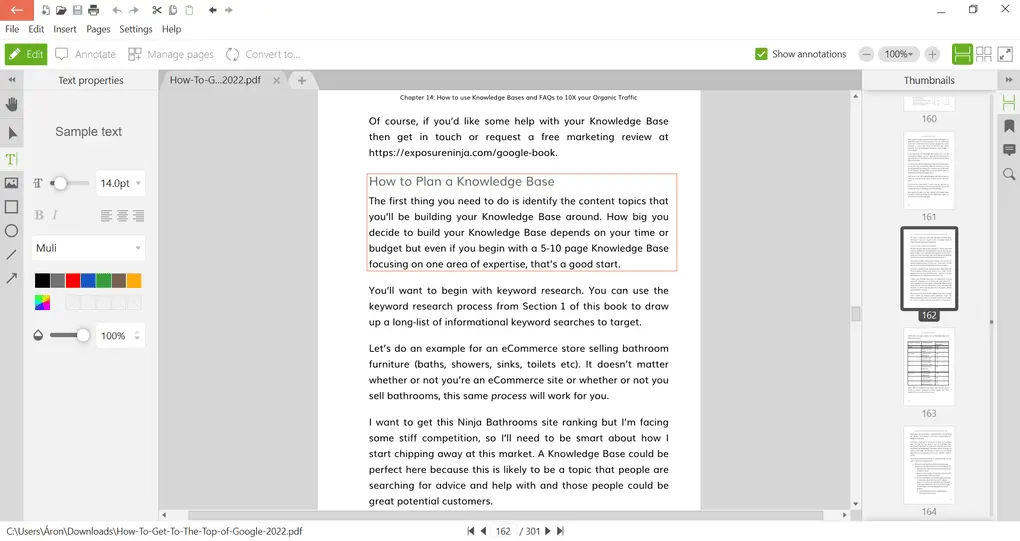 File Edit Insert Pages Settings Help
Edit Annotate Manage pages Convert to... Show annotations 100%
Text properties How-To-G...2022.pdf Thumbnails
Sample text
14.0pt
B I
Muli
100%
Chapter 14: How to use Knowledge Bases and FAQs to 10X your Organic Traffic
Of course, if you’d like some help with your Knowledge Base
then get in touch or request a free marketing review at
https://exposureninja.com/google-book.
How to Plan a Knowledge Base
The first thing you need to do is identify the content topics that
you’ll be building your Knowledge Base around. How big you
decide to build your Knowledge Base depends on your time or
budget but even if you begin with a 5-10 page Knowledge Base
focusing on one area of expertise, that’s a good start.
You’ll want to begin with keyword research. You can use the
keyword research process from Section 1 of this book to draw
up a long-list of informational keyword searches to target.
Let’s do an example for an eCommerce store selling bathroom
furniture (baths, showers, sinks, toilets etc). It doesn’t matter
whether or not you’re an eCommerce site or whether or not you
sell bathrooms, this same process will work for you.
I want to get this Ninja Bathrooms site ranking but I’m facing
some stiff competition, so I’ll need to be smart about how I
start chipping away at this market. A Knowledge Base could be
perfect here because this is likely to be a topic that people are
searching for advice and help with and those people could be
great potential customers.
160
161
162
163
164
C:\Users\Áron\Downloads\How-To-Get-To-The-Top-of-Google-2022.pdf 162 / 301